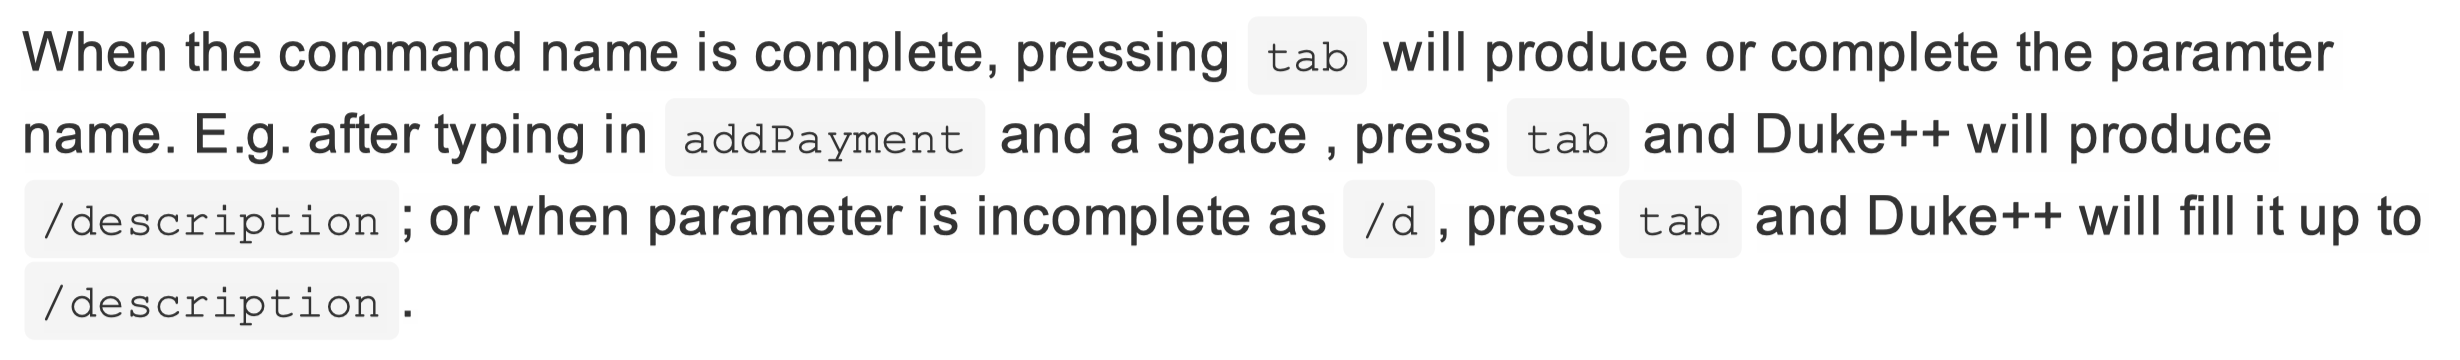 When the command name is complete, pressing tab will produce or complete the paramter
name. E.g. after typing in addPayment and a space , press tab and Duke++ will produce
/description ; or when parameter is incomplete as /d , press tab and Duke++ will fill it up to
/description .